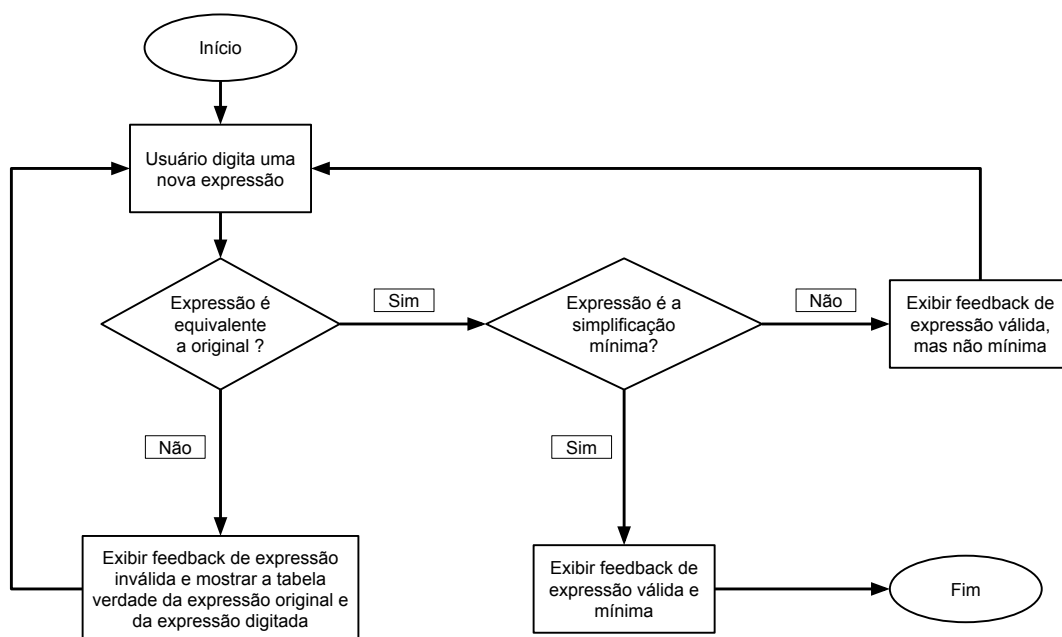 Início
Usuário digita uma
nova expressão
Expressão é
equivalente
a original ?
Sim
Expressão é a
simplificação
mínima?
Não
Exibir feedback de
expressão válida,
mas não mínima
Não
Sim
Exibir feedback de expressão
inválida e mostrar a tabela
verdade da expressão original e
da expressão digitada
Exibir feedback de
expressão válida e
mínima
Fim